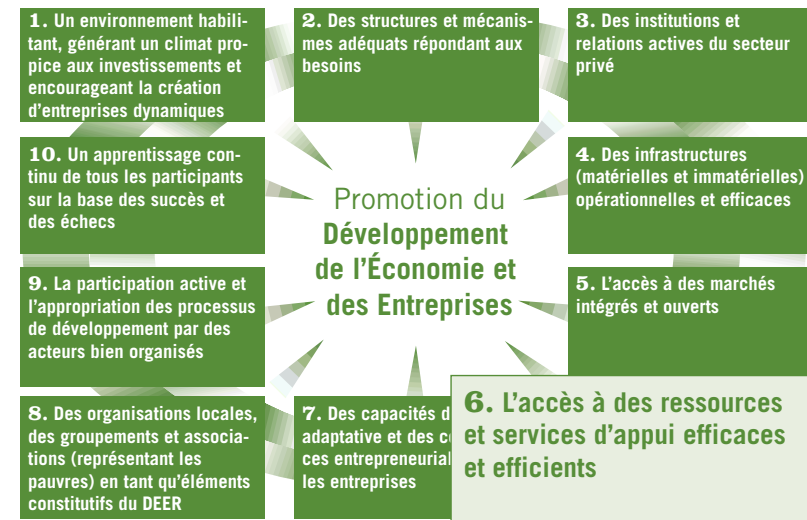 1. Un environnement habili-
tant, générant un climat pro-
pice aux investissements et
encourageant la création
d'entreprises dynamiques
2. Des structures et mécanis-
mes adéquats répondant aux
besoins
3. Des institutions et
relations actives du secteur
privé
4. Des infrastructures
(matérielles et immatérielles)
opérationnelles et efficaces
5. L'accès à des marchés
intégrés et ouverts
6. L'accès à des ressources
et services d'appui efficaces
et efficients
7. Des capacités
adaptative et des
ces
les entreprises
8. Des organisations locales,
des groupements et associa-
tions (représentant les
pauvres) en tant qu'éléments
constitutifs du DEER
9. La participation active et
l'appropriation des processus
de développement par des
acteurs bien organisés
10. Un apprentissage con-
tinu de tous les participants
sur la base des succès et
des échecs
Promotion du
Développement
de l'Économie et
des Entreprises